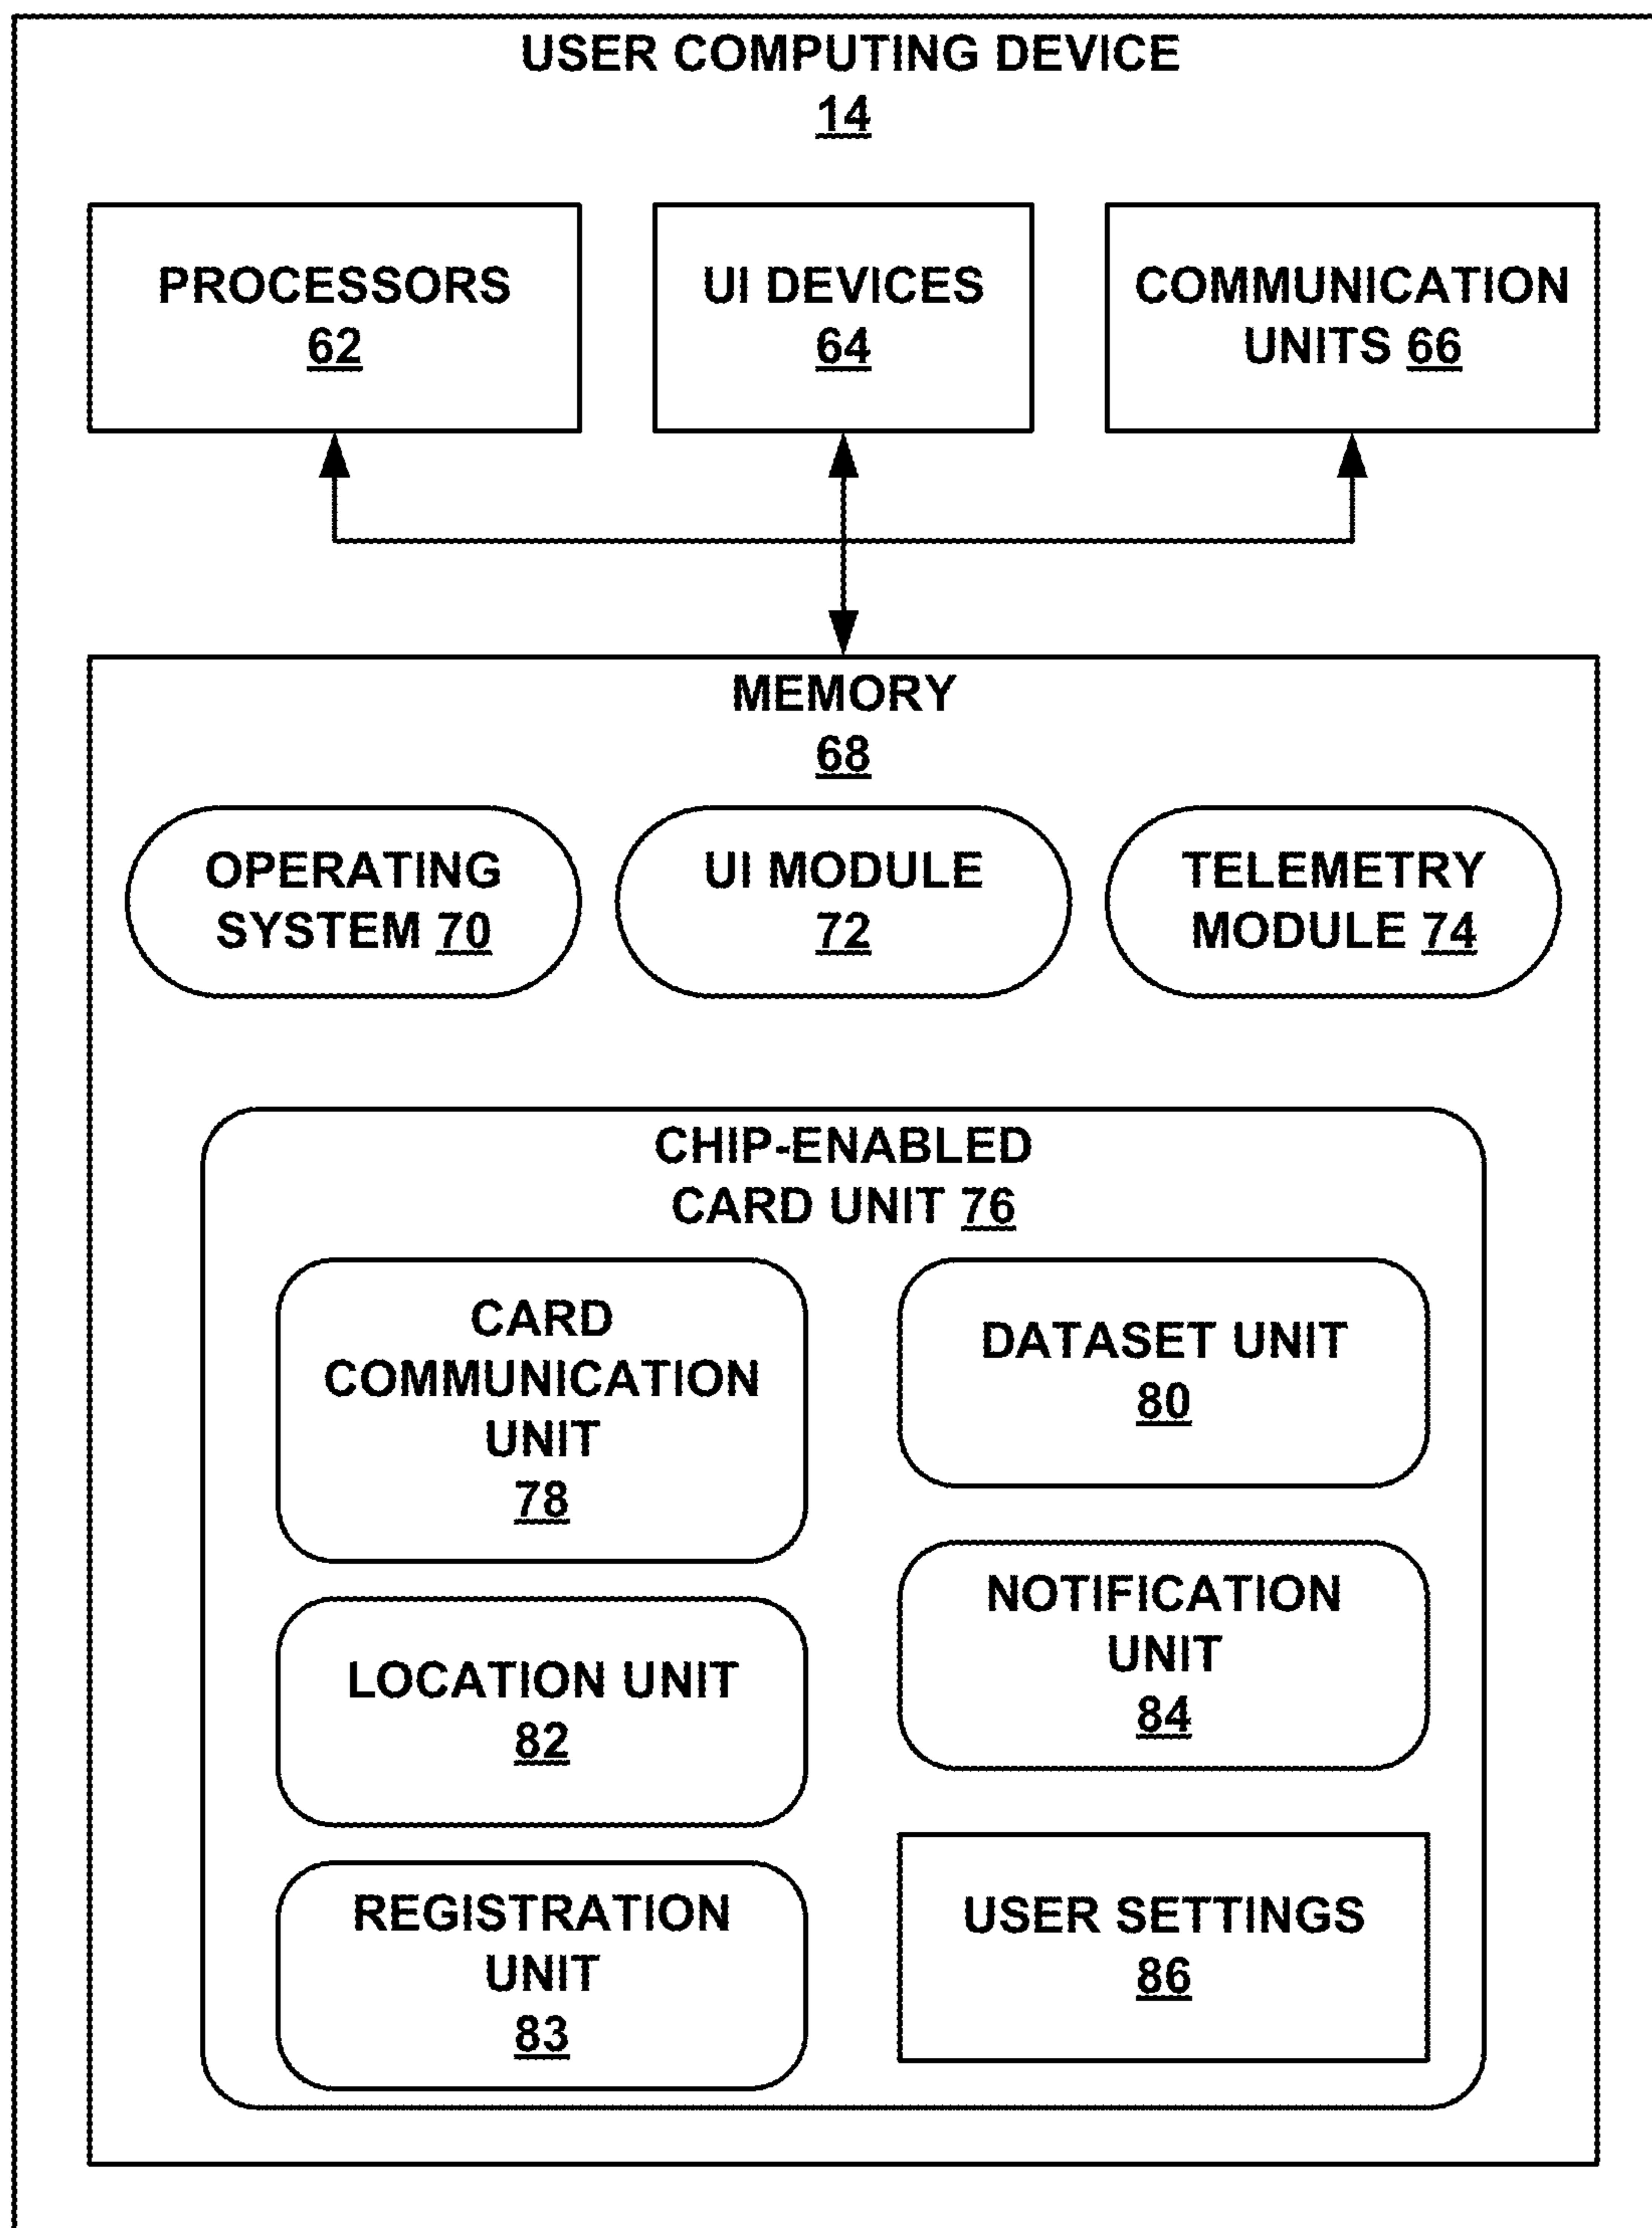 USER COMPUTING DEVICE
14
PROCESSORS
62
UI DEVICES
64
COMMUNICATION
UNITS 66
MEMORY
68
OPERATING
SYSTEM 70
UI MODULE
72
TELEMETRY
MODULE 74
CHIP-ENABLED
CARD UNIT 76
CARD
COMMUNICATION
UNIT
78
DATASET UNIT
80
LOCATION UNIT
82
NOTIFICATION
UNIT
84
REGISTRATION
UNIT
83
USER SETTINGS
86